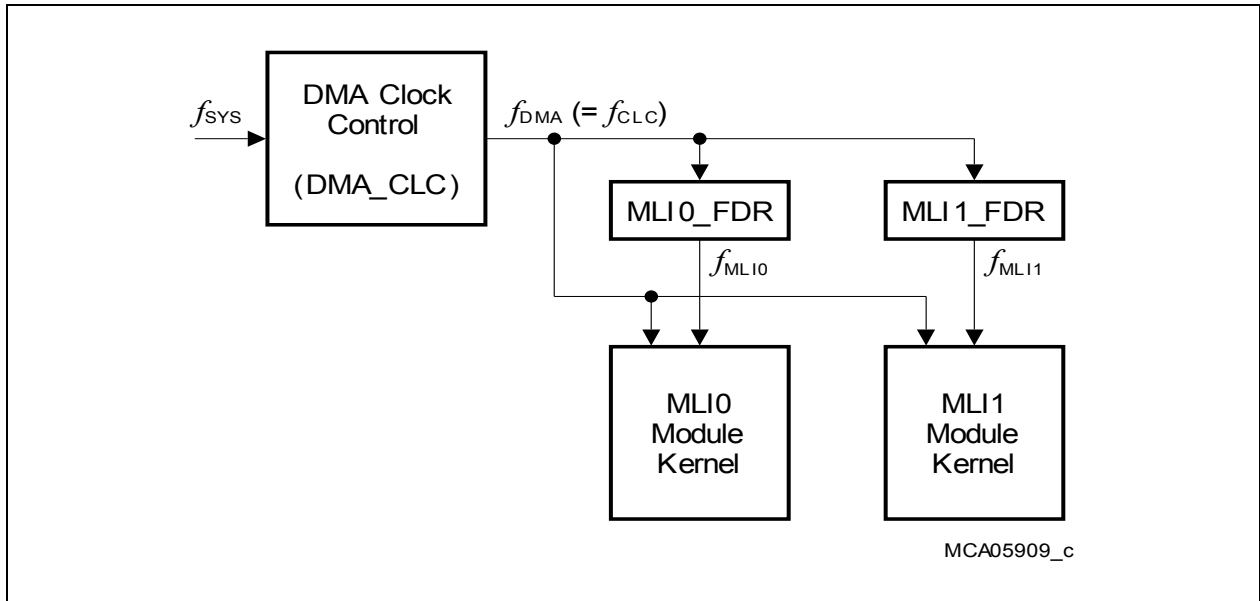 DMA Clock
Control
(DMA_CLC)
fSYS
fDMA (= fCLC)
MLI0_FDR
MLI1_FDR
fMLI0
fMLI1
MLI0
Module
Kernel
MLI1
Module
Kernel
MCA05909_c